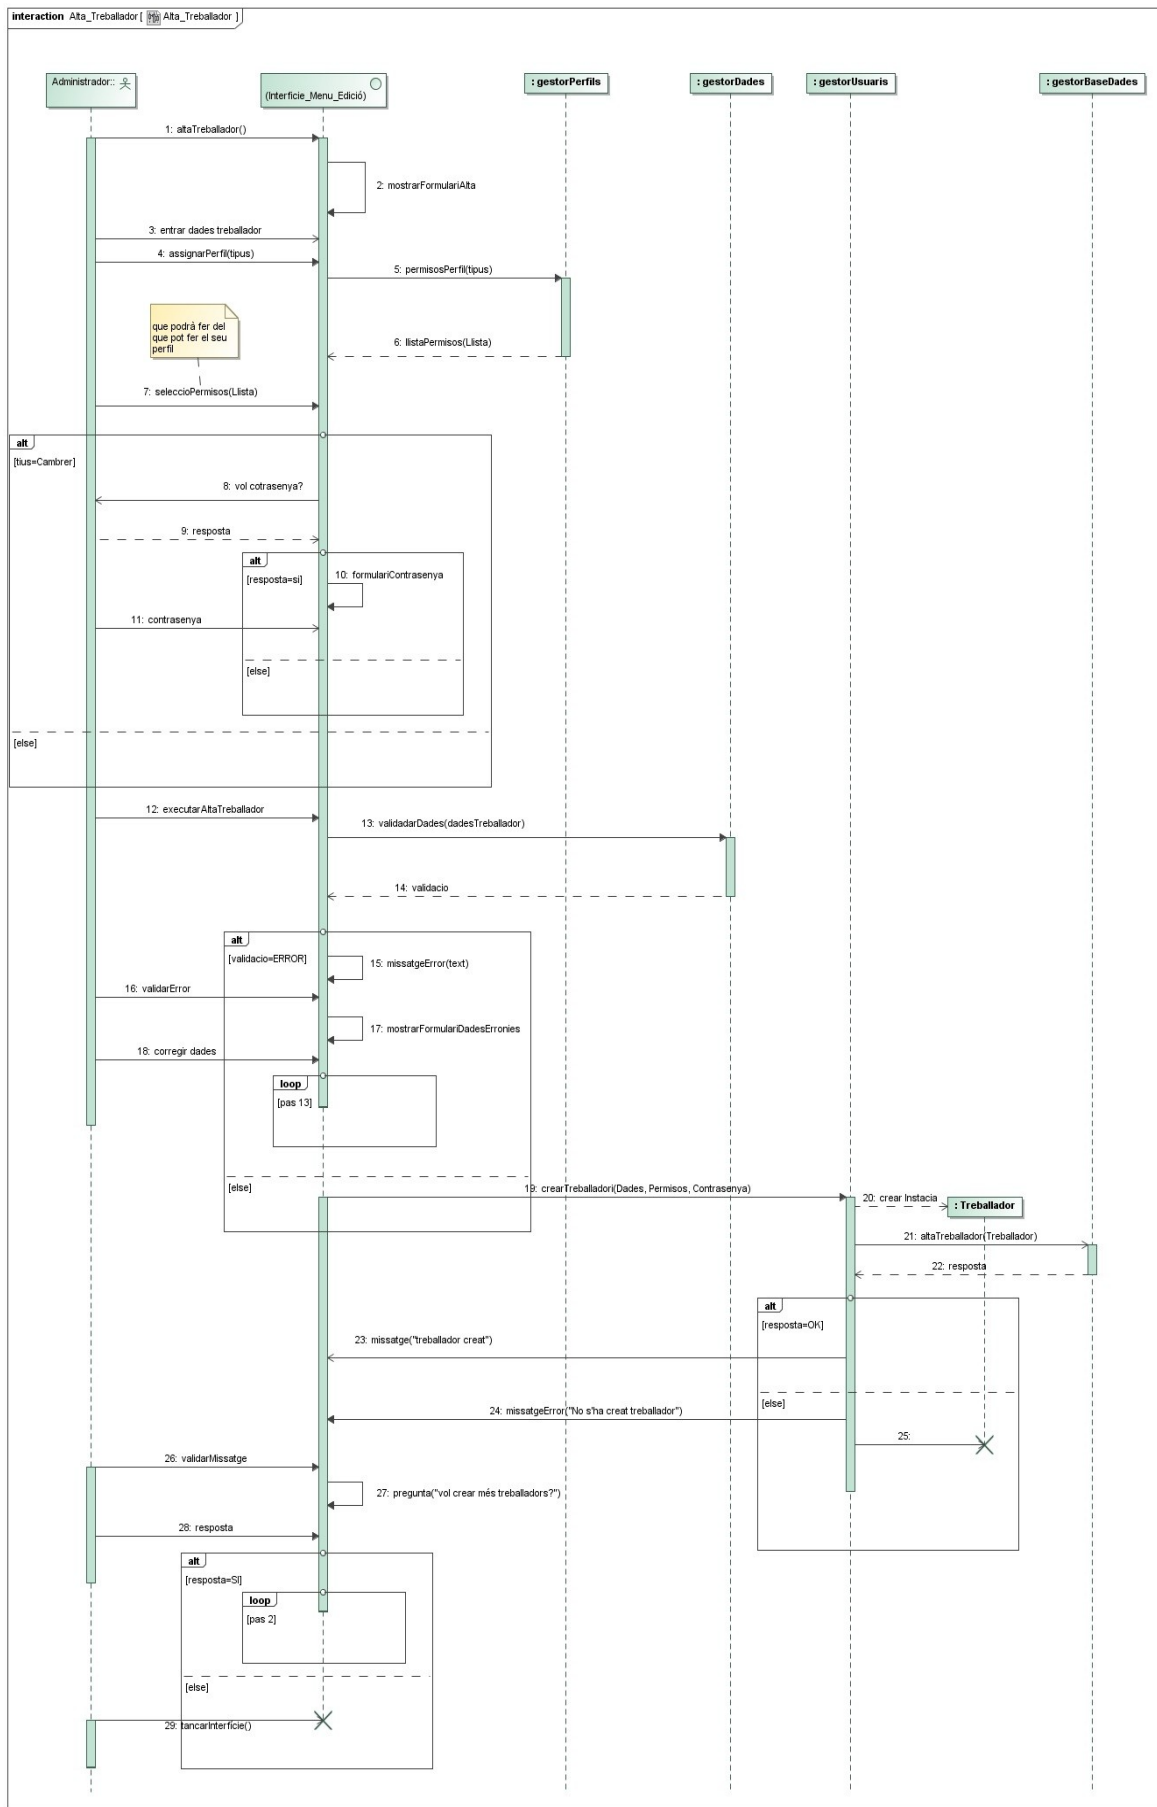 interaction Alta_Treballador[ Alta_Treballador ]
Administrador::
(Interficie_Menu_Edició)
: gestorPerfils
: gestorDades
: gestorUsuaris
: gestorBaseDades
1: altaTreballador()
2: mostrarFormulariAlta
3: entrar dades treballador
4: assignarPerfil(tipus)
5: permisosPerfil(tipus)
que podrà fer del
que pot fer el seu
perfil
6: llistaPermisos(Llista)
7: seleccioPermisos(Llista)
alt
[tius=Cambrer]
8: vol cotrasenya?
9: resposta
alt
[resposta=si]
10: formulariContrasenya
11: contrasenya
[else]
[else]
12: executarAltaTreballador
13: validadarDades(dadesTreballador)
14: validacio
alt
[validacio=ERROR]
15: missatgeError(text)
16: validarError
17: mostrarFormulariDadesErronies
18: corregir dades
loop
[pas 13]
[else]
19: crearTreballadori(Dades, Permisos, Contrasenya)
20: crear Instacia
: Treballador
21: altaTreballador(Treballador)
22: resposta
alt
[resposta=OK]
23: missatge("treballador creat")
[else]
24: missatgeError("No s'ha creat treballador")
25:
26: validarMissatge
27: pregunta("vol crear més treballadors?")
28: resposta
alt
[resposta=SI]
loop
[pas 2]
[else]
29: tancarInterfície()